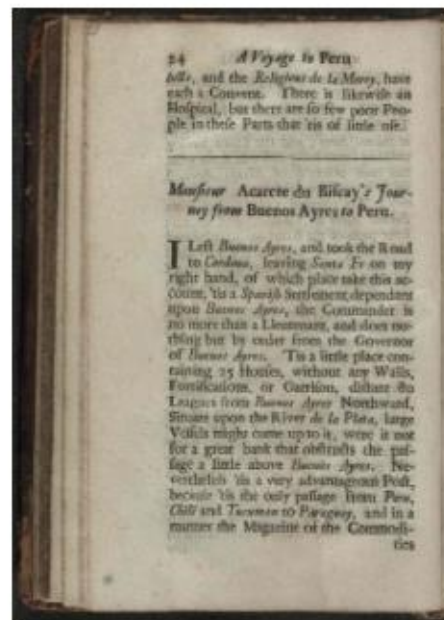 24 A Voyage to Peru
lects, and the Religious de la Mercy, have
each a Convent. There is likewise an
Hospital, but there are so few poor Peo-
ple in these Parts that 'tis of little use.
Monsieur Acarete du Biscay's Jour-
ney from Buenos Ayres to Peru.
I Left Buenos Ayres, and took the Road
to Cordoua, leaving Santa Fe on my
right hand, of which place take this ac-
count, 'tis a Spanish Settlement dependant
upon Buenos Ayres, the Commander is
no more than a Lieutenant, and does no-
thing but by order from the Governor
of Buenos Ayres. 'Tis a little place con-
taining 25 Houses, without any Walls,
Fortifications, or Garrison, distant 80
Leagues from Buenos Ayres Northward,
Situate upon the River de la Plata, large
Vessels might come up to it, were it not
for a great bank that obstructs the pas-
sage a little above Buenos Ayres. Ne-
vertheless 'tis a very advantagious Post,
because 'tis the only passage from Peru,
Chili and Tucuman to Paraguay, and in a
manner the Magazine of the Commodi-
ties